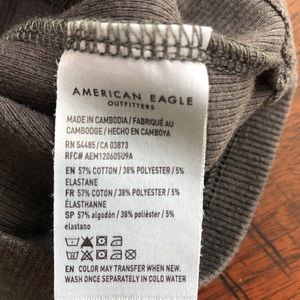 AMERICAN EAGLE
OUTFITTERS
MADE IN CAMBODIA / FABRIQUÉ AU
CAMBODGE / HECHO EN CAMBOYA
RN 54485/CA 03873
RFC# AEM120605U9A
EN 57% COTTON / 38% POLYESTER / 5%
ELASTANE
FR 57% COTON / 38% POLYESTER / 5%
ÉLASTHANNE
SP 57% algodón / 38% poliéster / 5%
elastano
EN COLOR MAY TRANSFER WHEN NEW.
WASH ONCE SEPARATELY IN COLD WATER